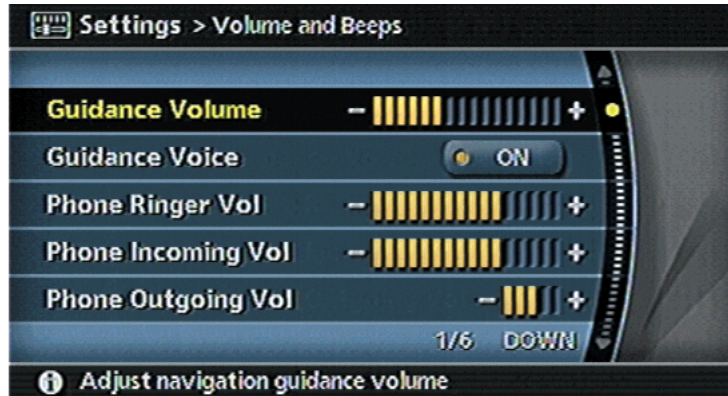 Settings > Volume and Beeps
Guidance Volume - +
Guidance Voice ON
Phone Ringer Vol - +
Phone Incoming Vol - +
Phone Outgoing Vol - +
1/6 DOWN
Adjust navigation guidance volume